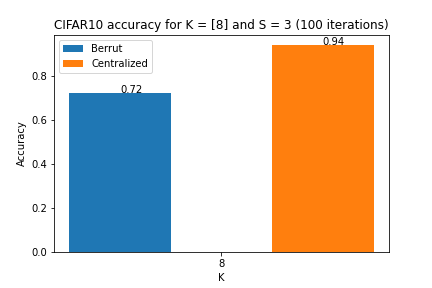 CIFAR10 accuracy for K = [8] and S = 3 (100 iterations)
Berrut
Centralized
0.72
0.94
0.8
0.6
0.4
0.2
0.0
Accuracy
8
K